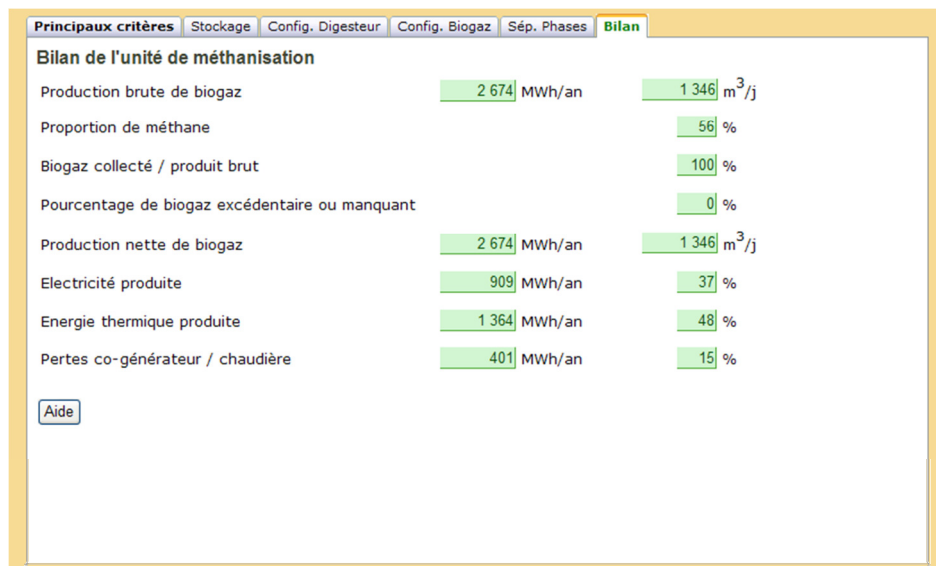 Principaux critères Stockage Config. Digesteur Config. Biogaz Sép. Phases Bilan
Bilan de l'unité de méthanisation
Production brute de biogaz 2 674 MWh/an 1 346 m³/j
Proportion de méthane 56 %
Biogaz collecté / produit brut 100 %
Pourcentage de biogaz excédentaire ou manquant 0 %
Production nette de biogaz 2 674 MWh/an 1 346 m³/j
Electricité produite 909 MWh/an 37 %
Energie thermique produite 1 364 MWh/an 48 %
Pertes co-générateur / chaudière 401 MWh/an 15 %
Aide